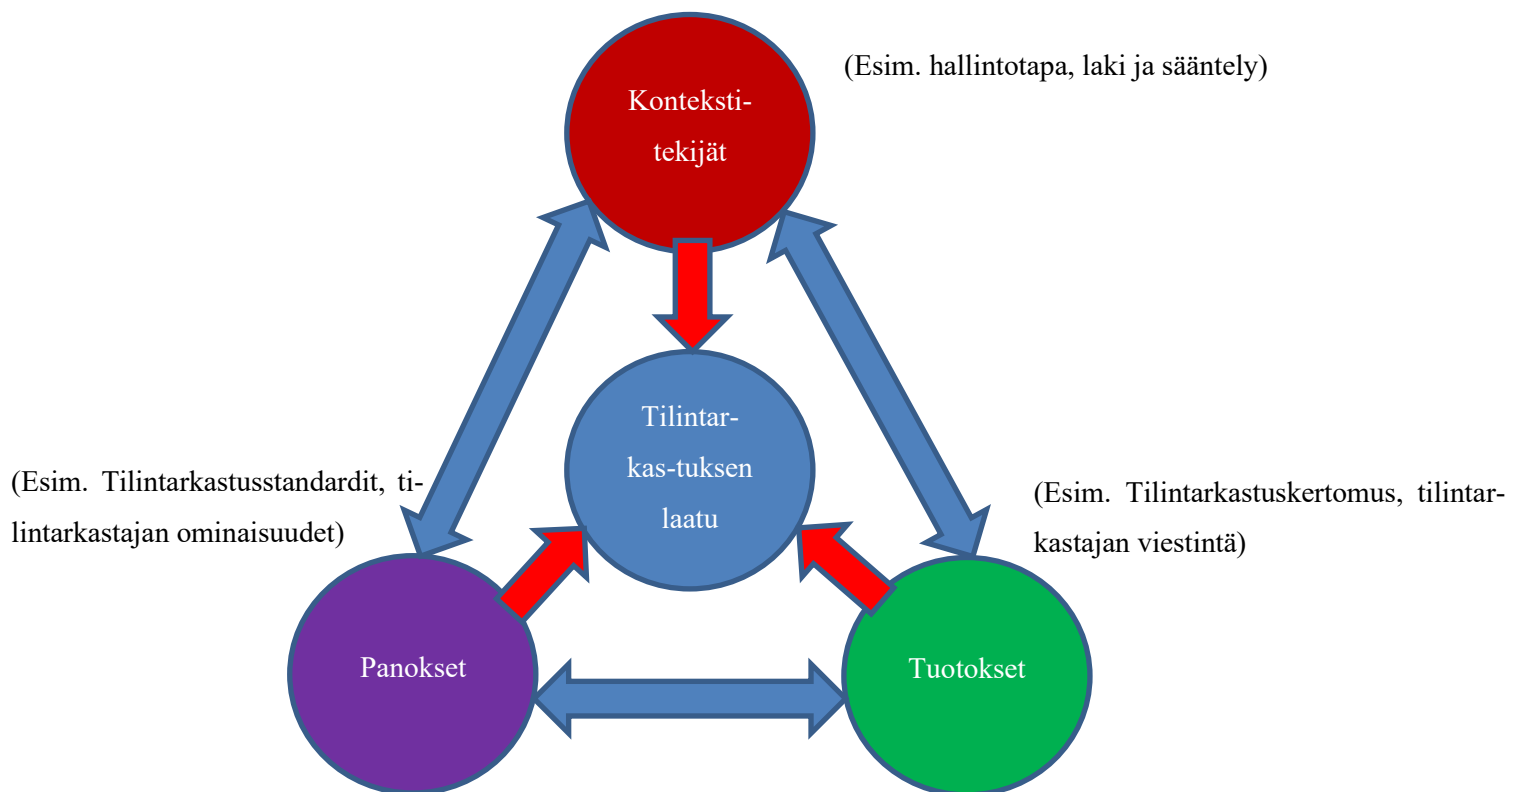 (Esim. hallintotapa, laki ja sääntely)
Konteksti-
tekijät
Tilintar-
kas-tuksen
laatu
(Esim. Tilintarkastusstandardit, ti-
lintarkastajan ominaisuudet)
(Esim. Tilintarkastuskertomus, tilintar-
kastajan viestintä)
Panokset
Tuotokset